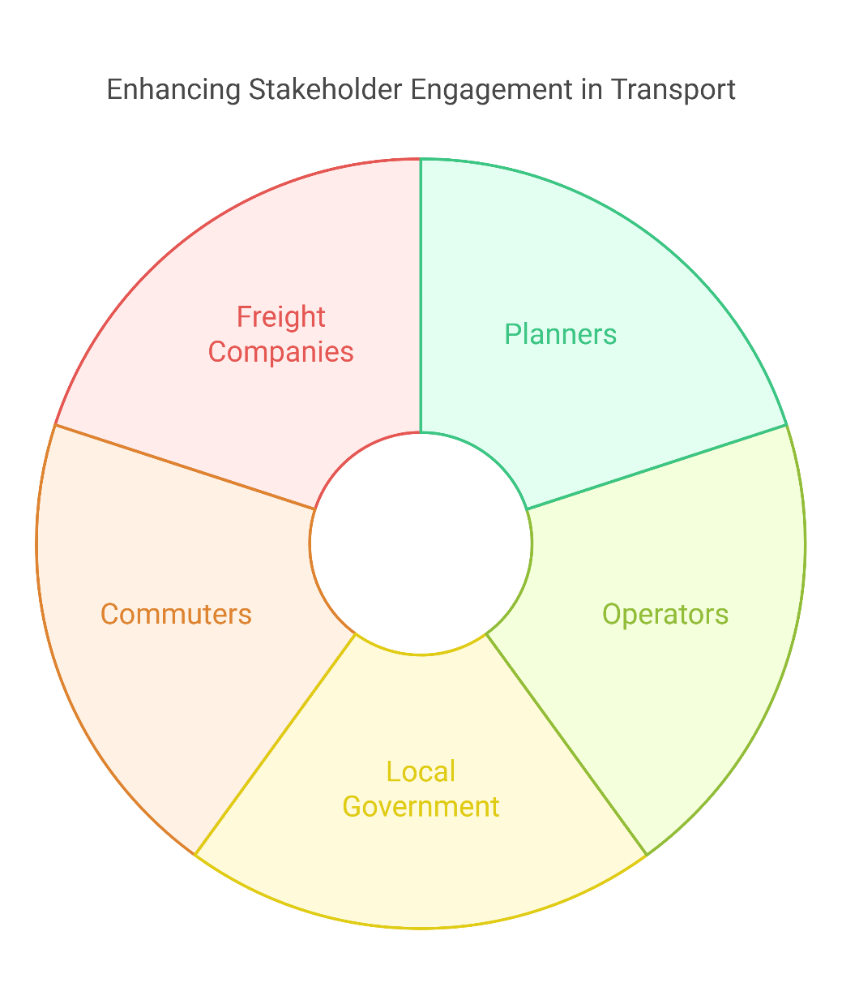 Enhancing Stakeholder Engagement in Transport
Freight
Companies
Planners
Commuters
Operators
Local
Government